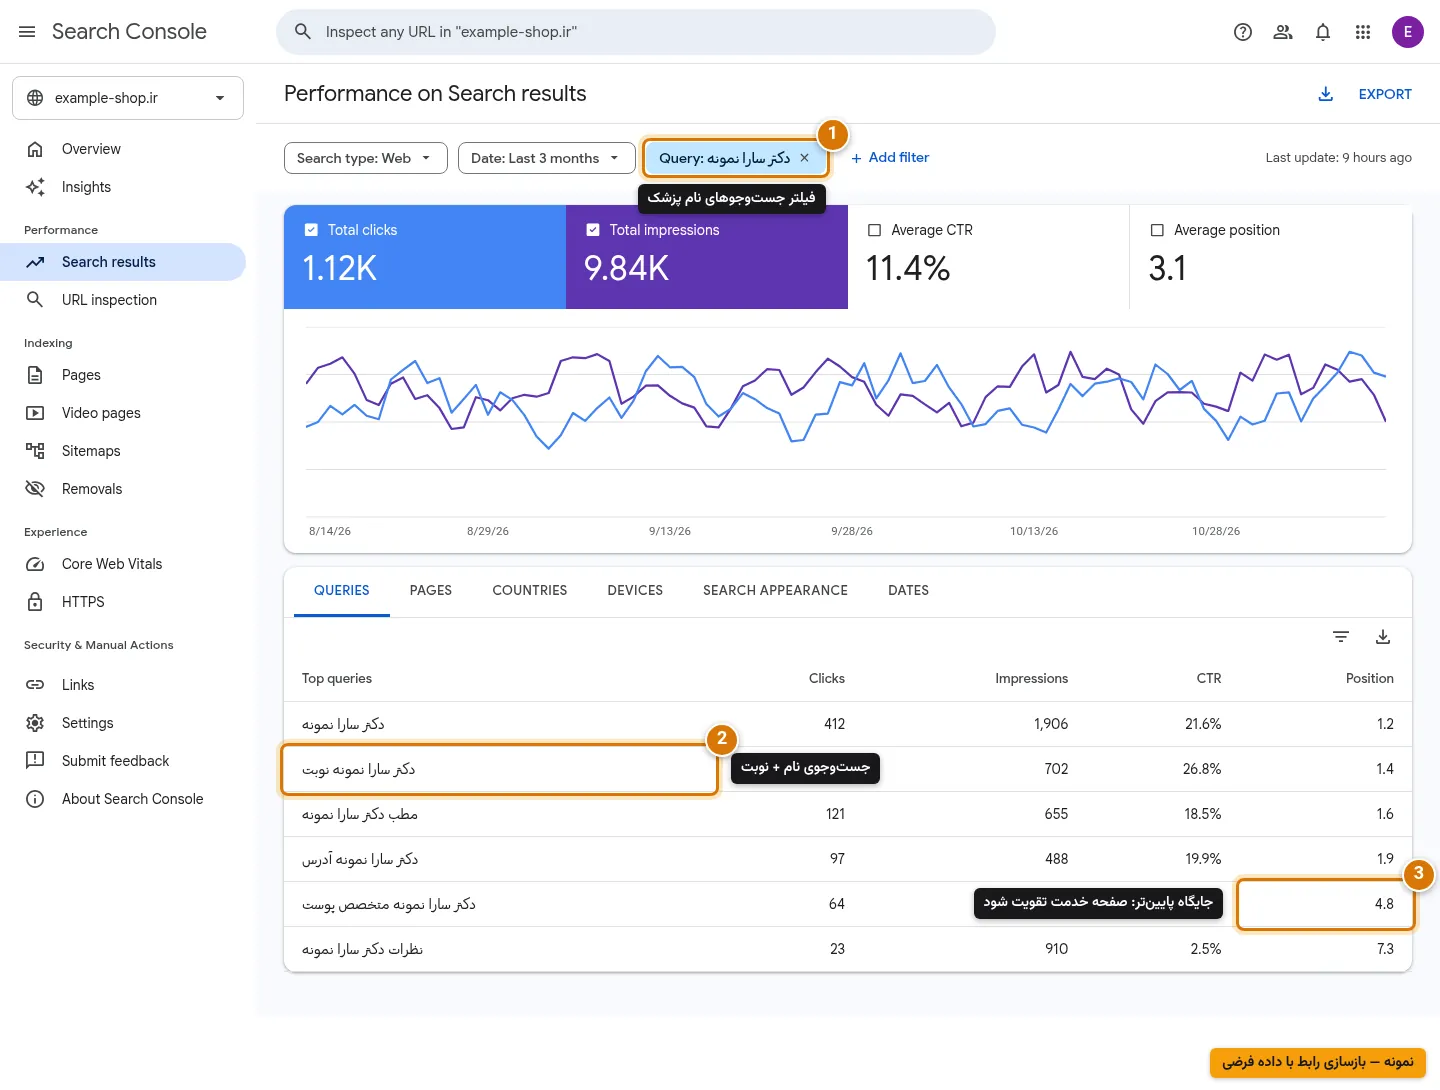 Search Console
Inspect any URL in "example-shop.ir"
E
example-shop.ir
Overview
Insights
Performance
Search results
URL inspection
Indexing
Pages
Video pages
Sitemaps
Removals
Experience
Core Web Vitals
HTTPS
Security & Manual Actions
Links
Settings
Submit feedback
About Search Console
Performance on Search results
EXPORT
Search type: Web
Date: Last 3 months
Query: دکتر سارا نمونه
1
+ Add filter
Last update: 9 hours ago
فیلتر جست‌وجوهای نام پزشک
Total clicks
1.12K
Total impressions
9.84K
Average CTR
11.4%
Average position
3.1
8/14/26 8/29/26 9/13/26 9/28/26 10/13/26 10/28/26
QUERIES PAGES COUNTRIES DEVICES SEARCH APPEARANCE DATES
Top queries Clicks Impressions CTR Position
دکتر سارا نمونه 412 1,906 21.6% 1.2
2
دکتر سارا نمونه نوبت 702 26.8% 1.4
جست‌وجوی نام + نوبت
مطب دکتر سارا نمونه 121 655 18.5% 1.6
دکتر سارا نمونه آدرس 97 488 19.9% 1.9
3
دکتر سارا نمونه متخصص پوست 64 4.8
جایگاه پایین‌تر: صفحه خدمت تقویت شود
نظرات دکتر سارا نمونه 23 910 2.5% 7.3
نمونه – بازسازی رابط با داده فرضی